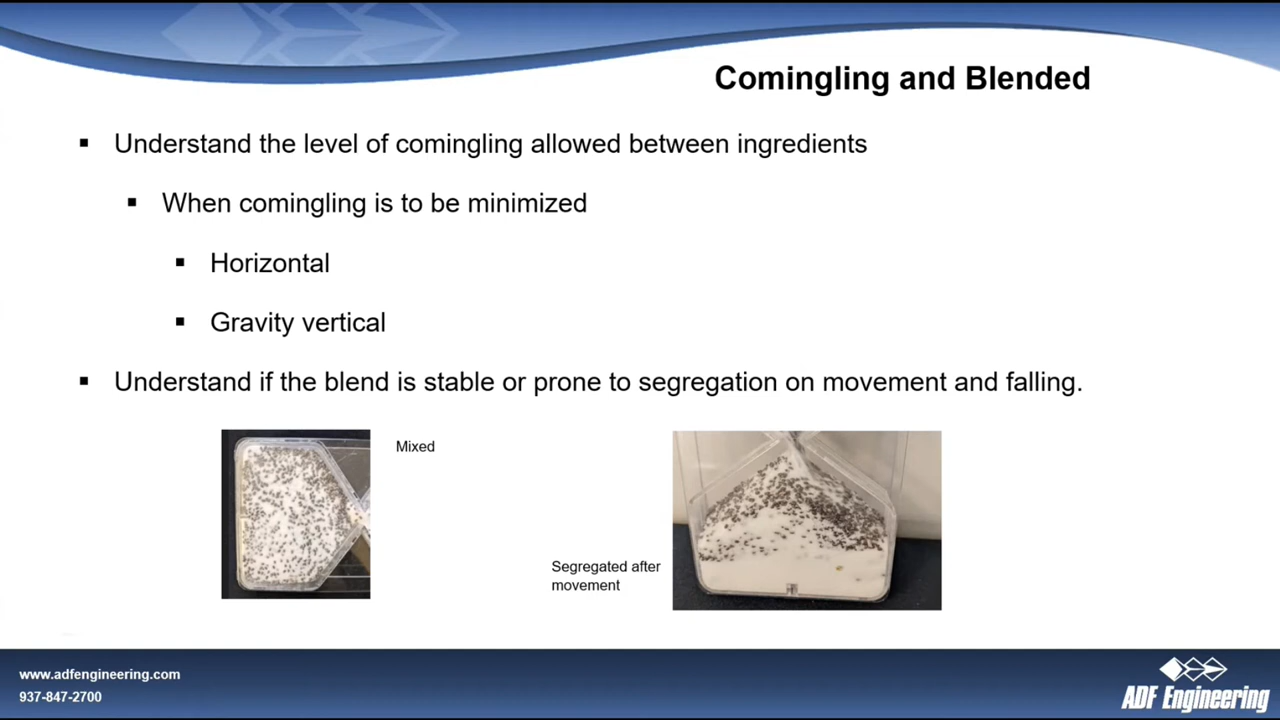 Comingling and Blended
▪ Understand the level of comingling allowed between ingredients
▪ When comingling is to be minimized
▪ Horizontal
▪ Gravity vertical
▪ Understand if the blend is stable or prone to segregation on movement and falling.
Mixed
Segregated after
movement
www.adfengineering.com
937-847-2700
ADF Engineering